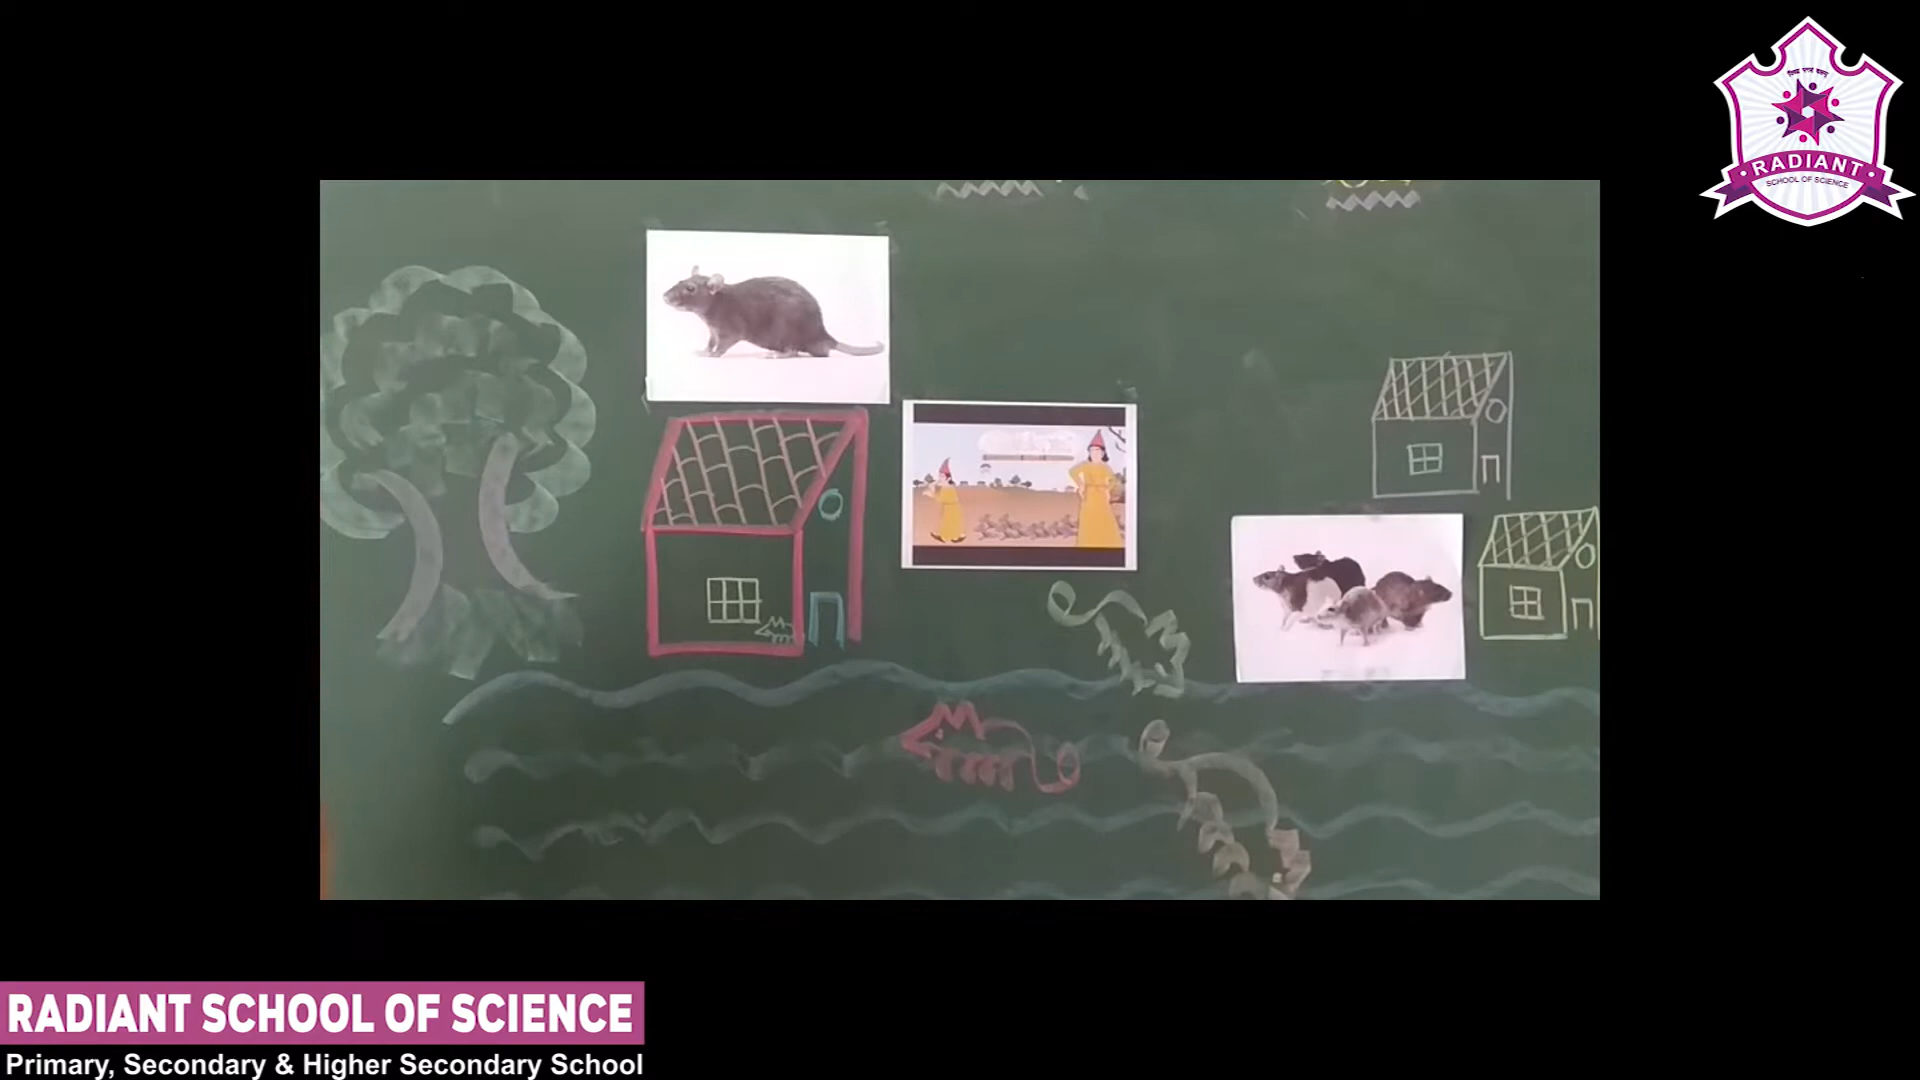 RADIANT
SCHOOL OF SCIENCE
RADIANT SCHOOL OF SCIENCE
Primary, Secondary & Higher Secondary School